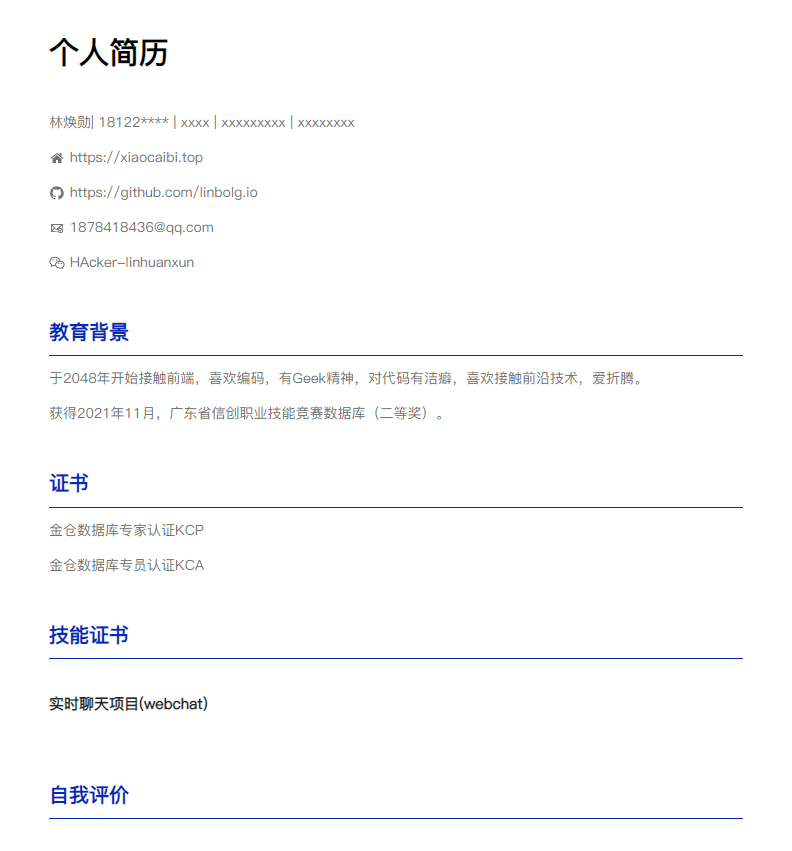 个人简历
林焕勋| 18122**** | xxxx | xxxxxxxxx | xxxxxxxx
https://xiaocaibi.top
https://github.com/linbolg.io
1878418436@qq.com
HAcker-linhuanxun
教育背景
于2048年开始接触前端，喜欢编码，有Geek精神，对代码有洁癖，喜欢接触前沿技术，爱折腾。
获得2021年11月，广东省信创职业技能竞赛数据库（二等奖）。
证书
金仓数据库专家认证KCP
金仓数据库专员认证KCA
技能证书
实时聊天项目(webchat)
自我评价